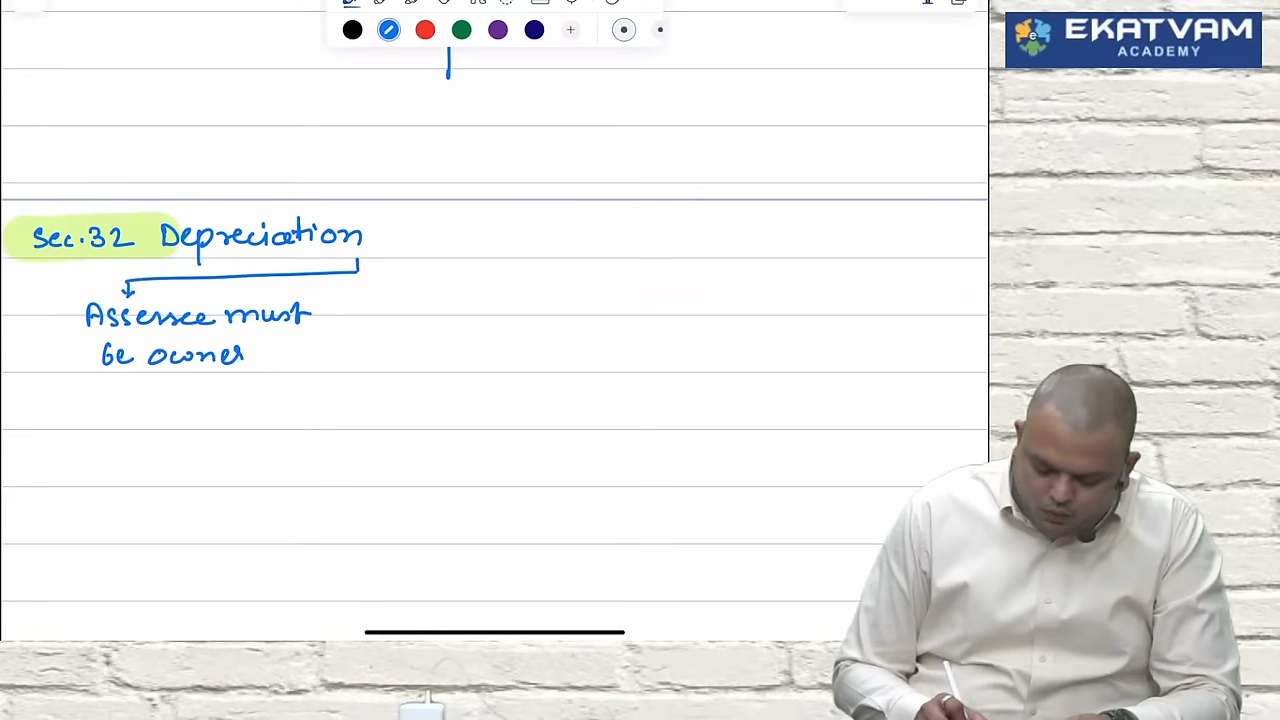 EKATVAM
ACADEMY
Sec.32 Depreciation
Assessee must
be owner